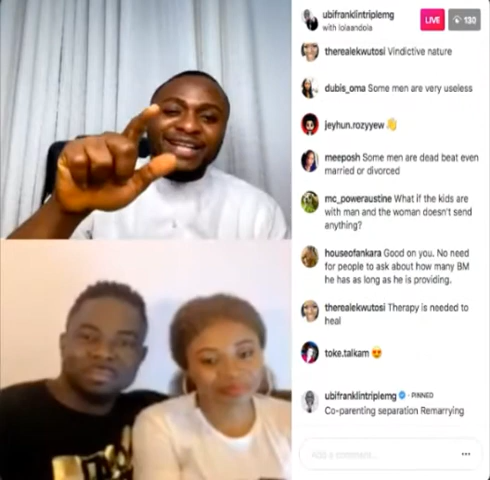 ubifranklintriplemg LIVE 130
with lolaandola
therealekwutosi Vindictive nature
dubis_oma Some men are very useless
jeyhun.rozyyew 👋
meeposh Some men are dead beat even
married or divorced
mc_poweraustine What if the kids are
with man and the woman doesn't send
anything?
houseofankara Good on you. No need
for people to ask about how many BM
he has as long as he is providing.
therealekwutosi Therapy is needed to
heal
toke.talkam 😍
ubifranklintriplemg · PINNED
Co-parenting separation Remarrying
Add a comment...